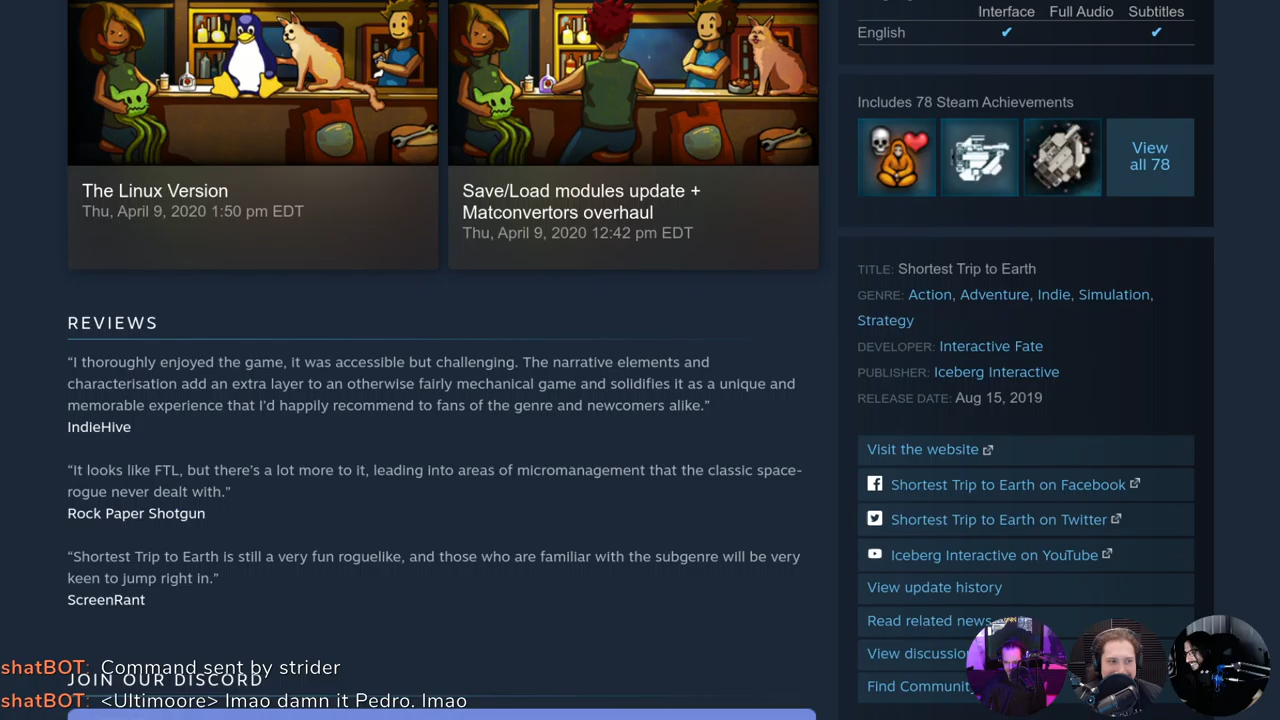 Interface Full Audio Subtitles
English ✔ ✔
The Linux Version
Thu, April 9, 2020 1:50 pm EDT
Save/Load modules update +
Matconvertors overhaul
Thu, April 9, 2020 12:42 pm EDT
Includes 78 Steam Achievements
View
all 78
REVIEWS
“I thoroughly enjoyed the game, it was accessible but challenging. The narrative elements and
characterisation add an extra layer to an otherwise fairly mechanical game and solidifies it as a unique and
memorable experience that I’d happily recommend to fans of the genre and newcomers alike.”
IndieHive
“It looks like FTL, but there’s a lot more to it, leading into areas of micromanagement that the classic space-
rogue never dealt with.”
Rock Paper Shotgun
“Shortest Trip to Earth is still a very fun roguelike, and those who are familiar with the subgenre will be very
keen to jump right in.”
ScreenRant
TITLE: Shortest Trip to Earth
GENRE: Action, Adventure, Indie, Simulation,
Strategy
DEVELOPER: Interactive Fate
PUBLISHER: Iceberg Interactive
RELEASE DATE: Aug 15, 2019
Visit the website
Shortest Trip to Earth on Facebook
Shortest Trip to Earth on Twitter
Iceberg Interactive on YouTube
View update history
Read related news
View discussio
Find Communit
JOIN OUR DISCORD
shatBOT: Command sent by strider
shatBOT: <Ultimoore> lmao damn it Pedro. lmao